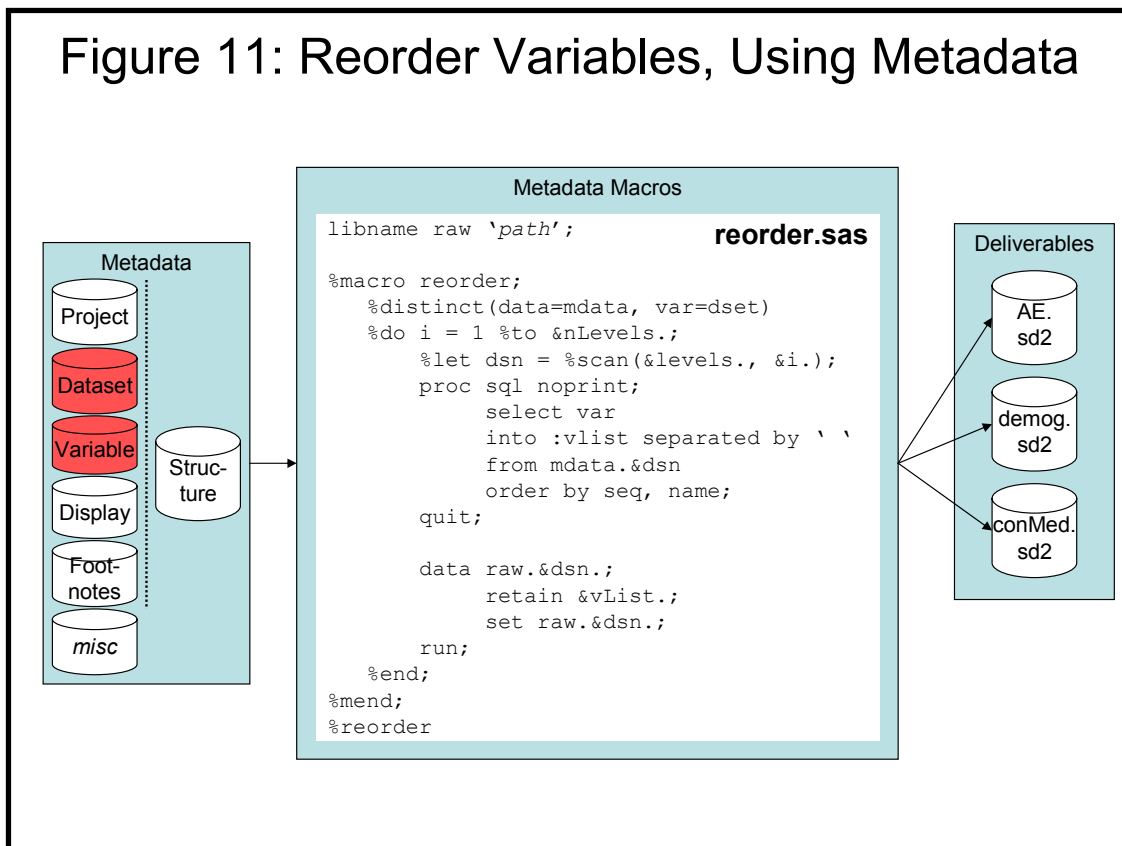 Figure 11: Reorder Variables, Using Metadata
Metadata
Project
Dataset
Variable
Display
Foot-
notes
misc
Struc-
ture
Metadata Macros
reorder.sas
libname raw ‘path’;
%macro reorder;
%distinct(data=mdata, var=dset)
%do i = 1 %to &nLevels.;
%let dsn = %scan(&levels., &i.);
proc sql noprint;
select var
into :vlist separated by ‘ ‘
from mdata.&dsn
order by seq, name;
quit;
data raw.&dsn.;
retain &vList.;
set raw.&dsn.;
run;
%end;
%mend;
%reorder
Deliverables
AE.
sd2
demog.
sd2
conMed.
sd2